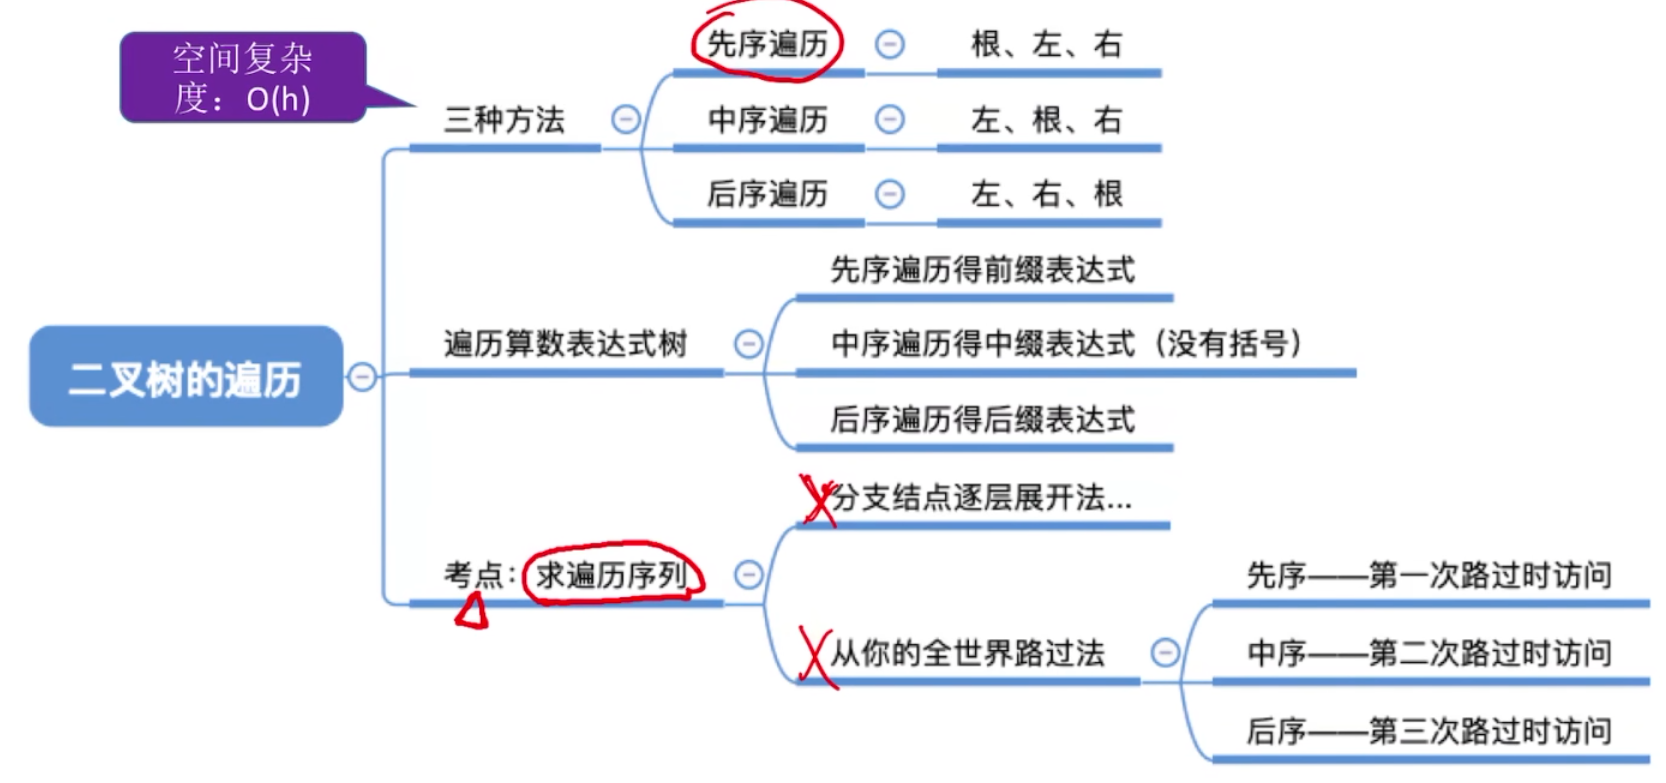 空间复杂
度：O(h)
二叉树的遍历
三种方法
先序遍历
根、左、右
中序遍历
左、根、右
后序遍历
左、右、根
遍历算数表达式树
先序遍历得前缀表达式
中序遍历得中缀表达式（没有括号）
后序遍历得后缀表达式
考点：求遍历序列
分支结点逐层展开法...
从你的全世界路过法
先序——第一次路过时访问
中序——第二次路过时访问
后序——第三次路过时访问